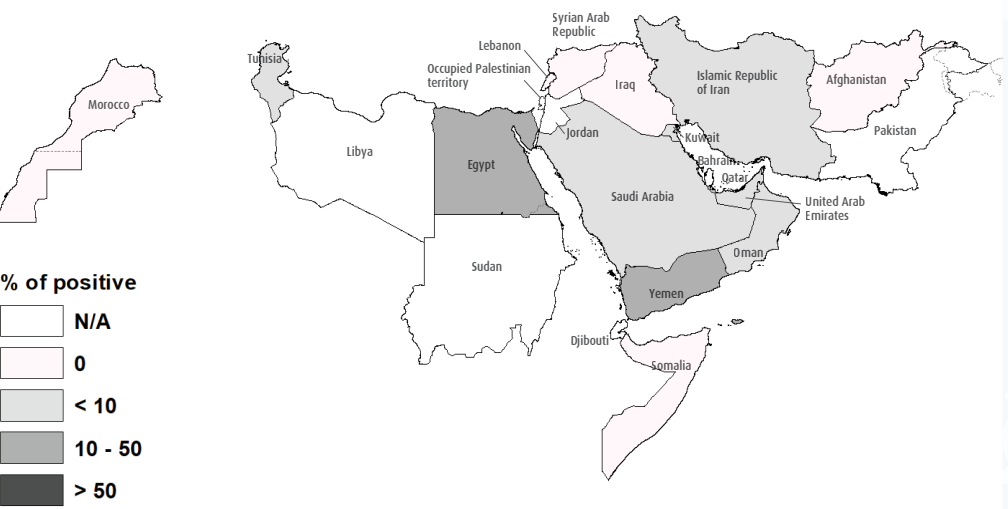 Syrian Arab
Republic
Lebanon
Tunisia
Occupied Palestinian
territory
Islamic Republic
of Iran
Afghanistan
Iraq
Morocco
Jordan
Pakistan
Kuwait
Libya
Egypt
Bahrain
Qatar
Saudi Arabia
United Arab
Emirates
Oman
Sudan
Yemen
Djibouti
Somalia
% of positive
N/A
0
< 10
10 - 50
> 50